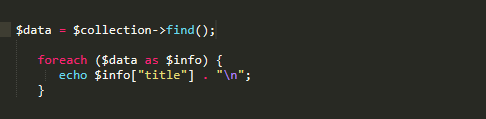 $data = $collection->find();
foreach ($data as $info) {
echo $info["title"] . "\n";
}